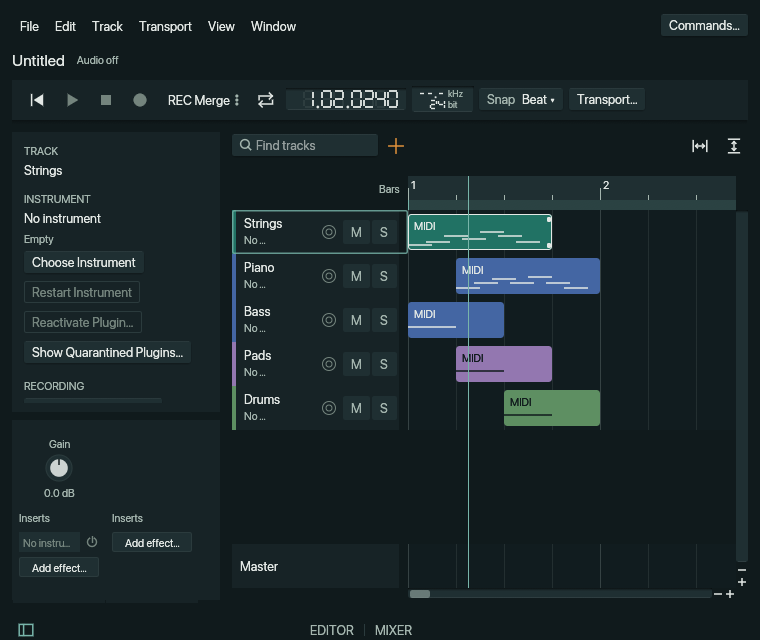 File Edit Track Transport View Window
Commands...
Untitled Audio off
REC Merge 1.02.0240 kHz
24 bit
Snap Beat Transport...
TRACK
Strings
INSTRUMENT
No instrument
Empty
Choose Instrument
Restart Instrument
Reactivate Plugin...
Show Quarantined Plugins...
RECORDING
Gain
0.0 dB
Inserts Inserts
No instru... Add effect...
Add effect...
Find tracks
Bars 1 2
Strings
No ... M S MIDI
Piano
No ... M S MIDI
Bass
No ... M S MIDI
Pads
No ... M S MIDI
Drums
No ... M S MIDI
Master
EDITOR MIXER